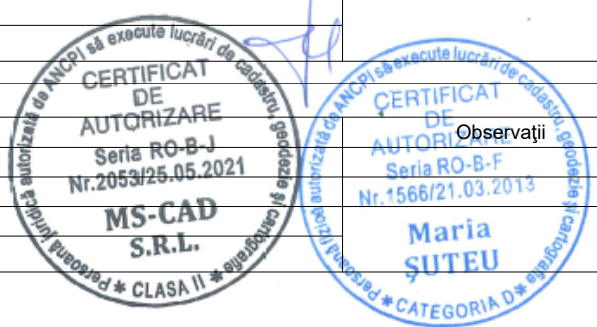 Persoană juridică autorizată de ANCPI să execute lucrări de cadastru, geodezie și cartografie
CERTIFICAT
DE
AUTORIZARE
Seria RO-B-J
Nr.2053/25.05.2021
MS-CAD
S.R.L.
* CLASA II *
Persoană fizică autorizată de ANCPI să execute lucrări de cadastru, geodezie și cartografie
CERTIFICAT
DE
AUTORIZARE
Seria RO-B-F
Nr.1566/21.03.2013
Maria
ȘUTEU
* CATEGORIA D *
Observaţii